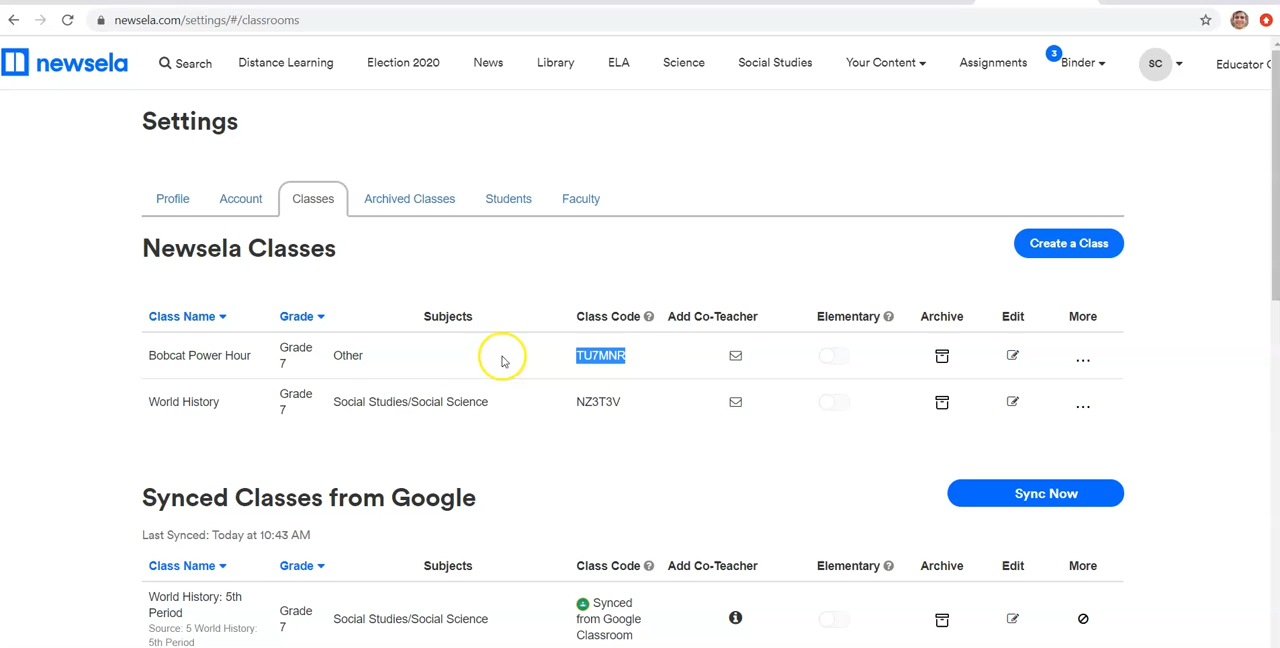 newsela.com/settings/#/classrooms
newsela Search Distance Learning Election 2020 News Library ELA Science Social Studies Your Content Assignments 3 Binder SC Educator
Settings
Profile Account Classes Archived Classes Students Faculty
Newsela Classes Create a Class
Class Name Grade Subjects Class Code ? Add Co-Teacher Elementary ? Archive Edit More
Bobcat Power Hour Grade 7 Other TU7MNR ...
World History Grade 7 Social Studies/Social Science NZ3T3V ...
Synced Classes from Google Sync Now
Last Synced: Today at 10:43 AM
Class Name Grade Subjects Class Code ? Add Co-Teacher Elementary ? Archive Edit More
World History: 5th
Period
Source: 5 World History:
5th Period
Grade
7
Social Studies/Social Science
Synced
from Google
Classroom